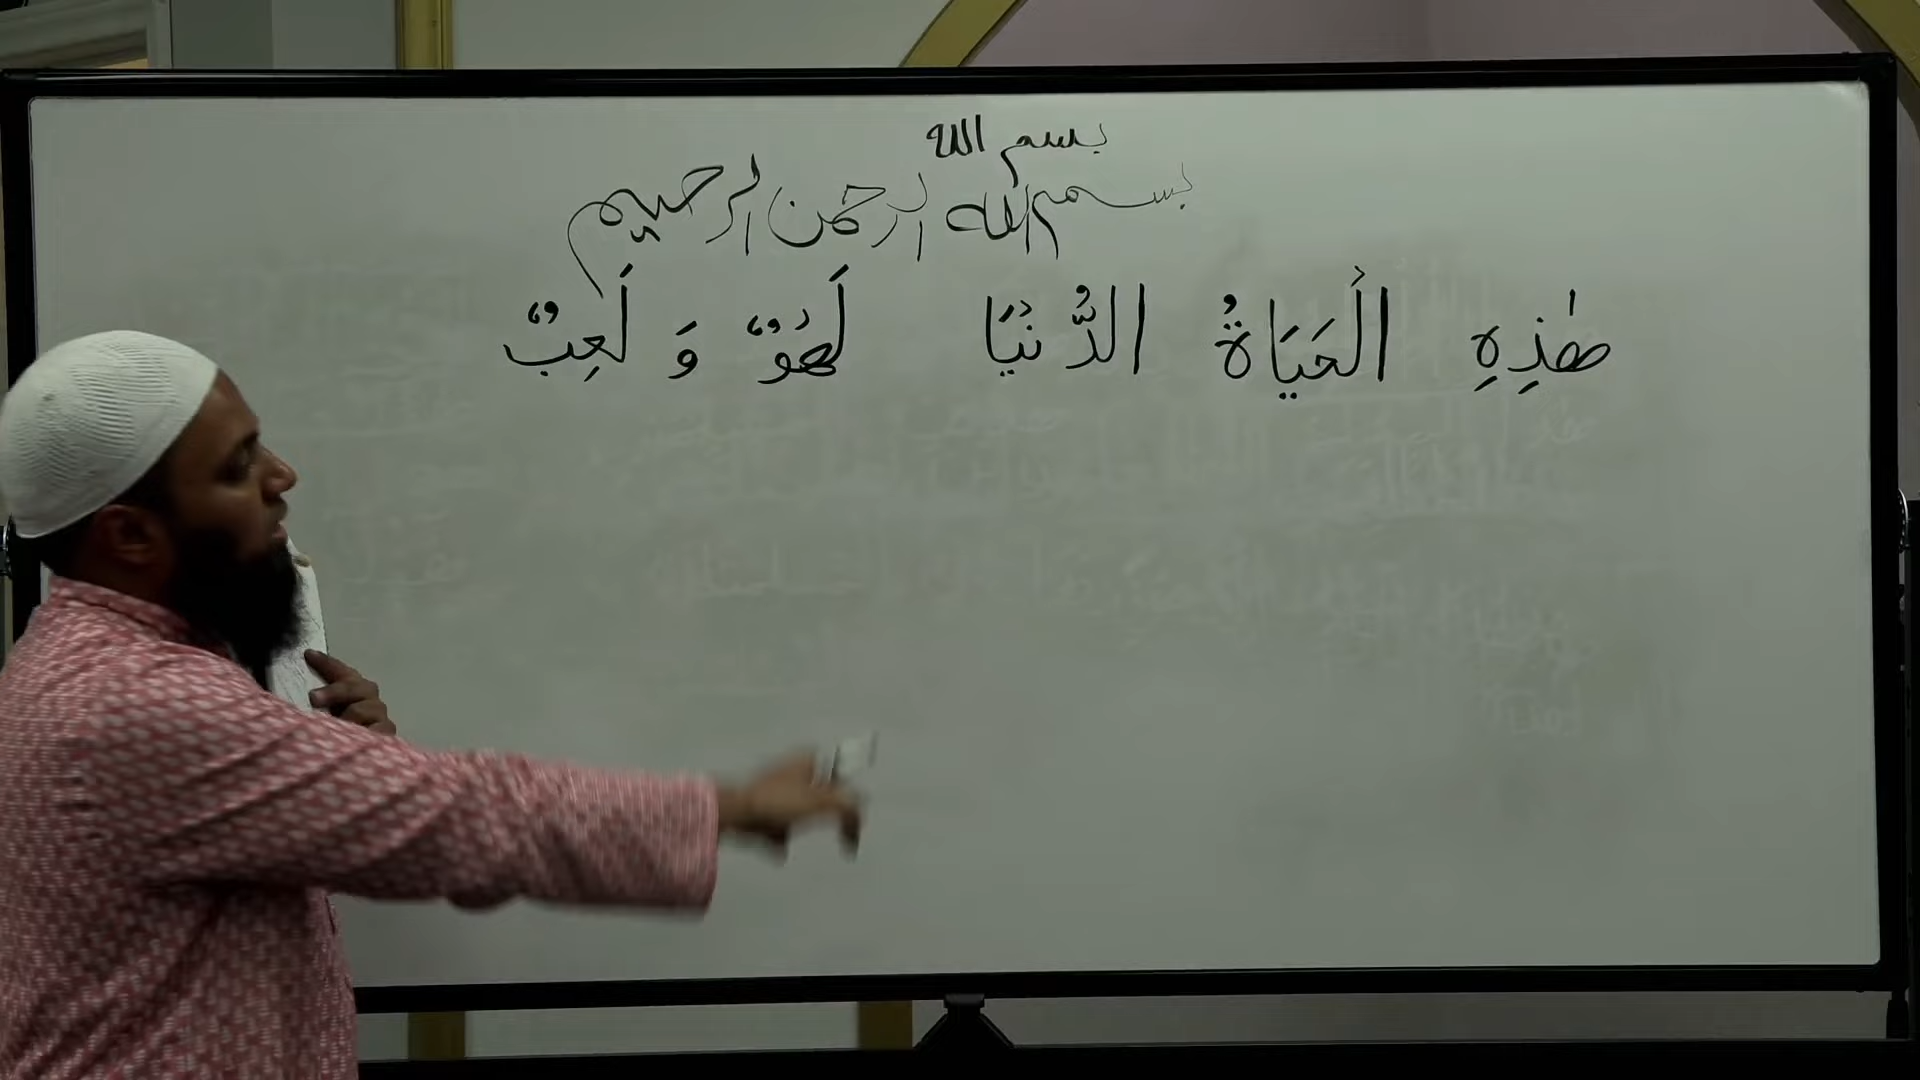 بسم الله
بسم الله الرحمن الرحيم
هٰذِهِ الْحَيَاةُ الدُّنْيَا لَهْوٌ وَ لَعِبٌ